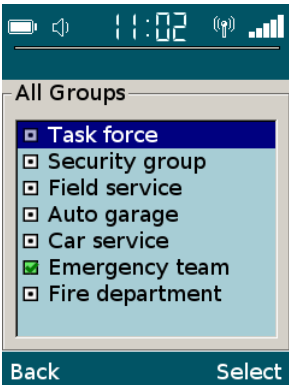 11:02
All Groups
Task force
Security group
Field service
Auto garage
Car service
Emergency team
Fire department
Back Select